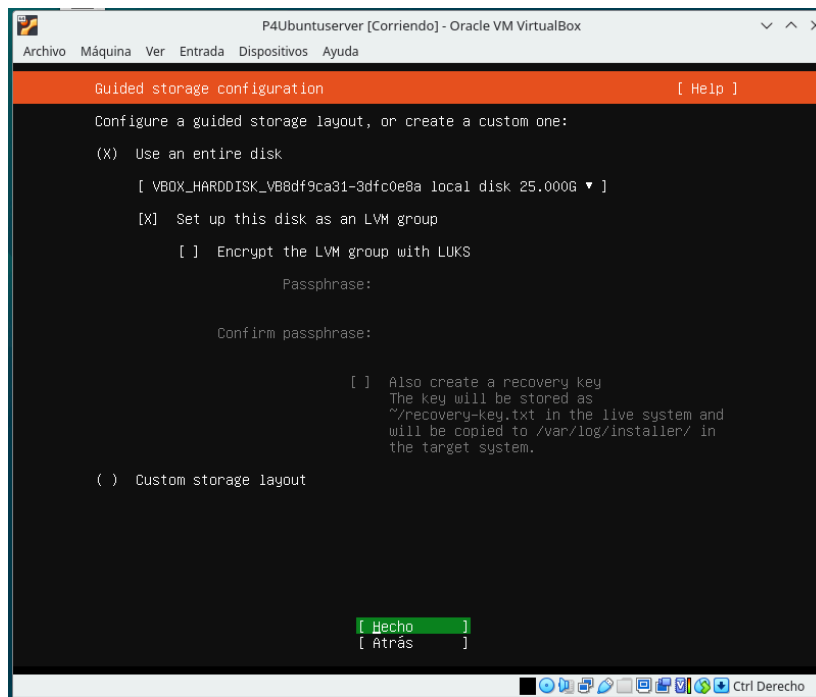 P4Ubuntuserver [Corriendo] - Oracle VM VirtualBox
Archivo Máquina Ver Entrada Dispositivos Ayuda
Guided storage configuration [ Help ]
Configure a guided storage layout, or create a custom one:
(X) Use an entire disk
[ VBOX_HARDDISK_VB8df9ca31-3dfc0e8a local disk 25.000G ▾ ]
[X] Set up this disk as an LVM group
[ ] Encrypt the LVM group with LUKS
Passphrase:
Confirm passphrase:
[ ] Also create a recovery key
The key will be stored as
~/recovery-key.txt in the live system and
will be copied to /var/log/installer/ in
the target system.
( ) Custom storage layout
[ Hecho ]
[ Atrás ]
Ctrl Derecho